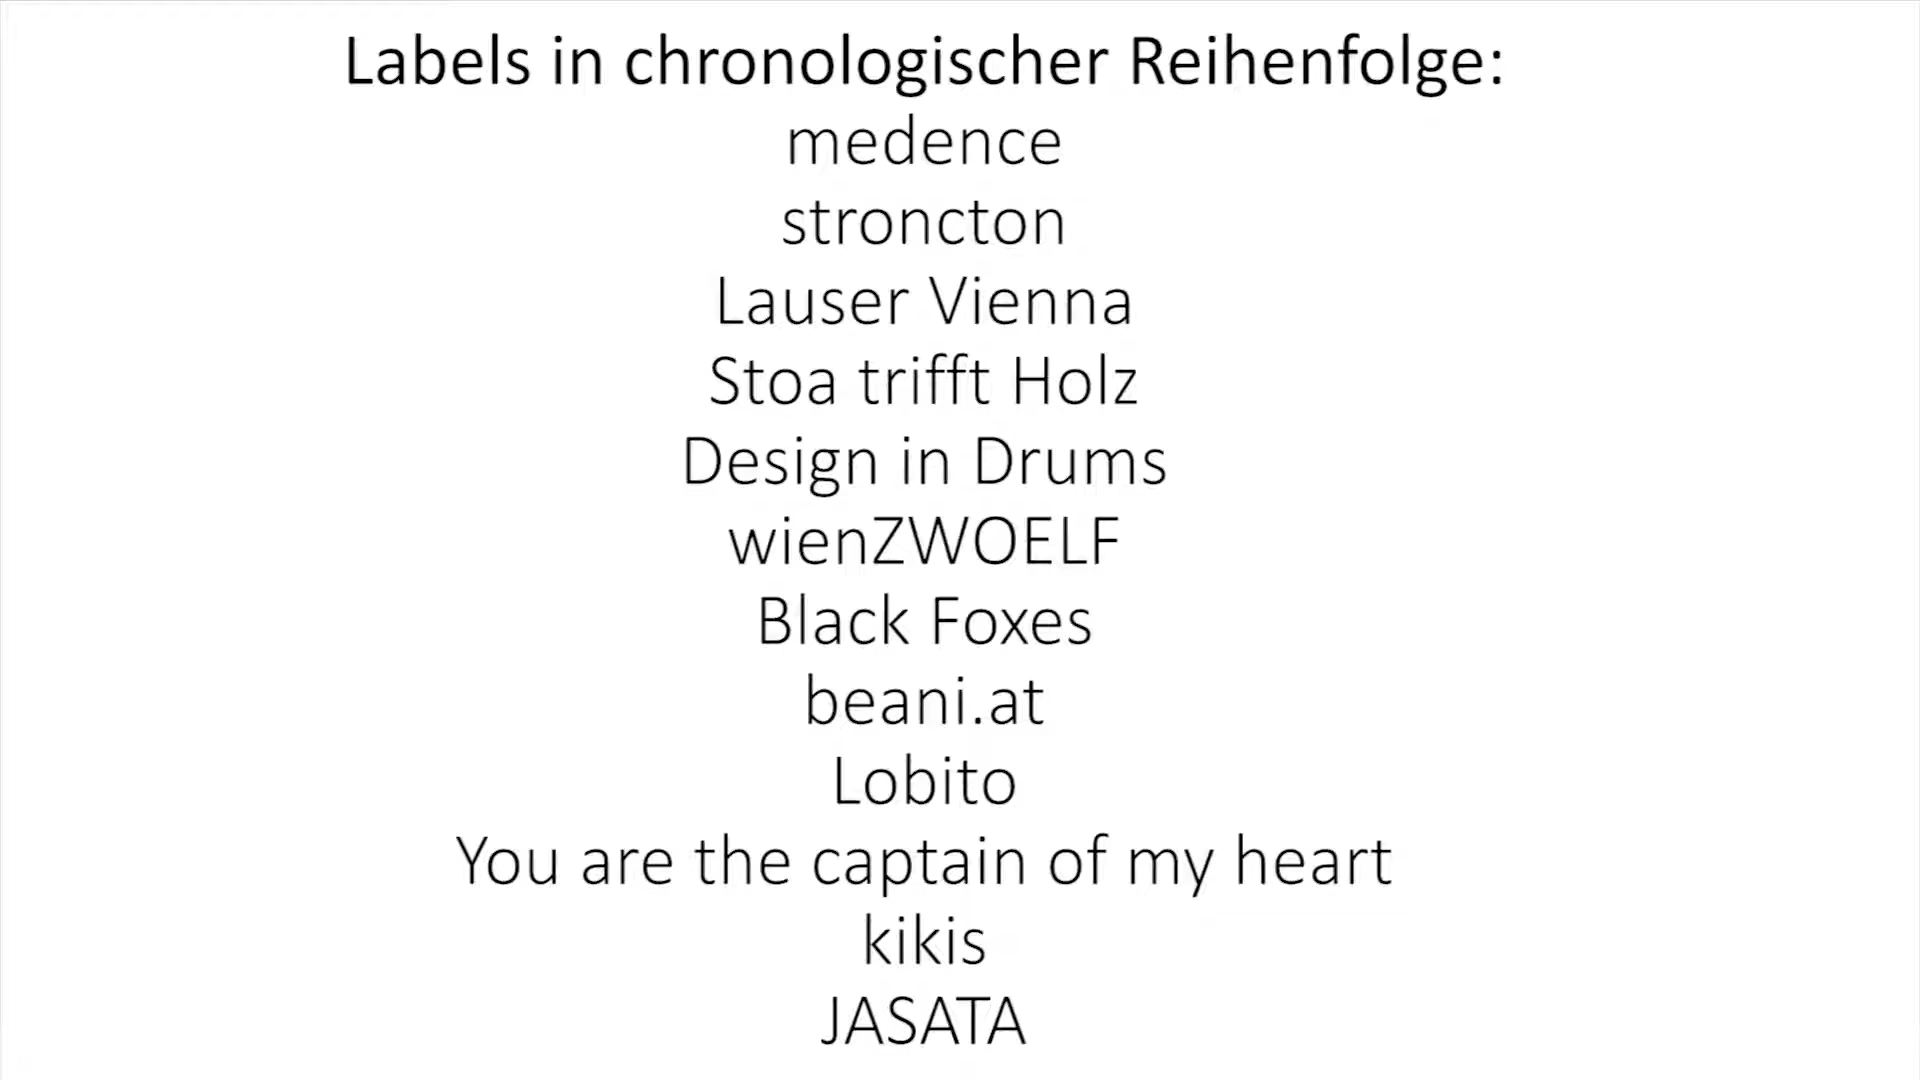 Labels in chronologischer Reihenfolge:
medence
stroncton
Lauser Vienna
Stoa trifft Holz
Design in Drums
wienZWOELF
Black Foxes
beani.at
Lobito
You are the captain of my heart
kikis
JASATA